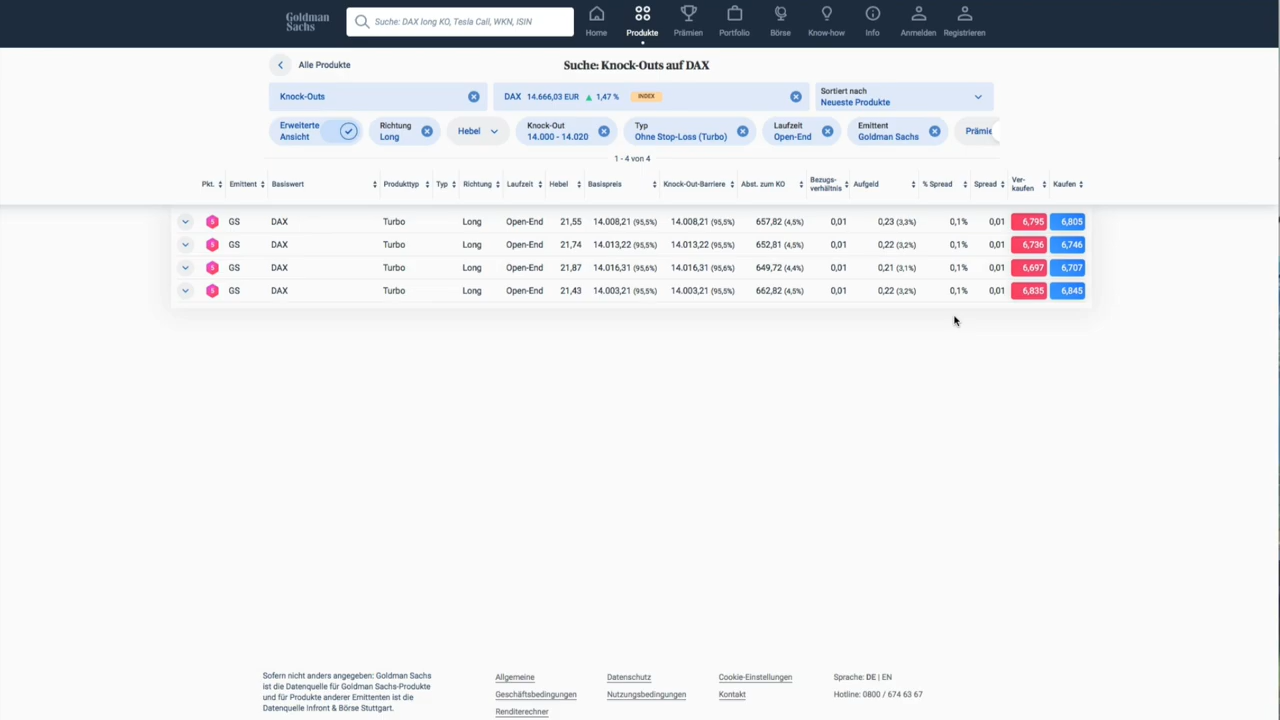 Goldman
Sachs
Suche: DAX long KO, Tesla Call, WKN, ISIN
Home
Produkte
Prämien
Portfolio
Börse
Know-how
Info
Anmelden
Registrieren
Alle Produkte
Suche: Knock-Outs auf DAX
Knock-Outs
DAX 14.666,03 EUR 1,47 % INDEX
Sortiert nach
Neueste Produkte
Erweiterte
Ansicht
Richtung
Long
Hebel
Knock-Out
14.000 - 14.020
Typ
Ohne Stop-Loss (Turbo)
Laufzeit
Open-End
Emittent
Goldman Sachs
Prämie
1 - 4 von 4
Pkt. Emittent Basiswert Produkttyp Typ Richtung Laufzeit Hebel Basispreis Knock-Out-Barriere Abst. zum KO Bezugs-
verhältnis Aufgeld % Spread Spread Ver-
kaufen Kaufen
5 GS DAX Turbo Long Open-End 21,55 14.008,21 (95,5%) 14.008,21 (95,5%) 657,82 (4,5%) 0,01 0,23 (3,3%) 0,1% 0,01 6,795 6,805
5 GS DAX Turbo Long Open-End 21,74 14.013,22 (95,5%) 14.013,22 (95,5%) 652,81 (4,5%) 0,01 0,22 (3,2%) 0,1% 0,01 6,736 6,746
5 GS DAX Turbo Long Open-End 21,87 14.016,31 (95,6%) 14.016,31 (95,6%) 649,72 (4,4%) 0,01 0,21 (3,1%) 0,1% 0,01 6,697 6,707
5 GS DAX Turbo Long Open-End 21,43 14.003,21 (95,5%) 14.003,21 (95,5%) 662,82 (4,5%) 0,01 0,22 (3,2%) 0,1% 0,01 6,835 6,845
Sofern nicht anders angegeben: Goldman Sachs
ist die Datenquelle für Goldman Sachs-Produkte
und für Produkte anderer Emittenten ist die
Datenquelle Infront & Börse Stuttgart.
Allgemeine
Geschäftsbedingungen
Renditerechner
Datenschutz
Nutzungsbedingungen
Cookie-Einstellungen
Kontakt
Sprache: DE | EN
Hotline: 0800 / 674 63 67